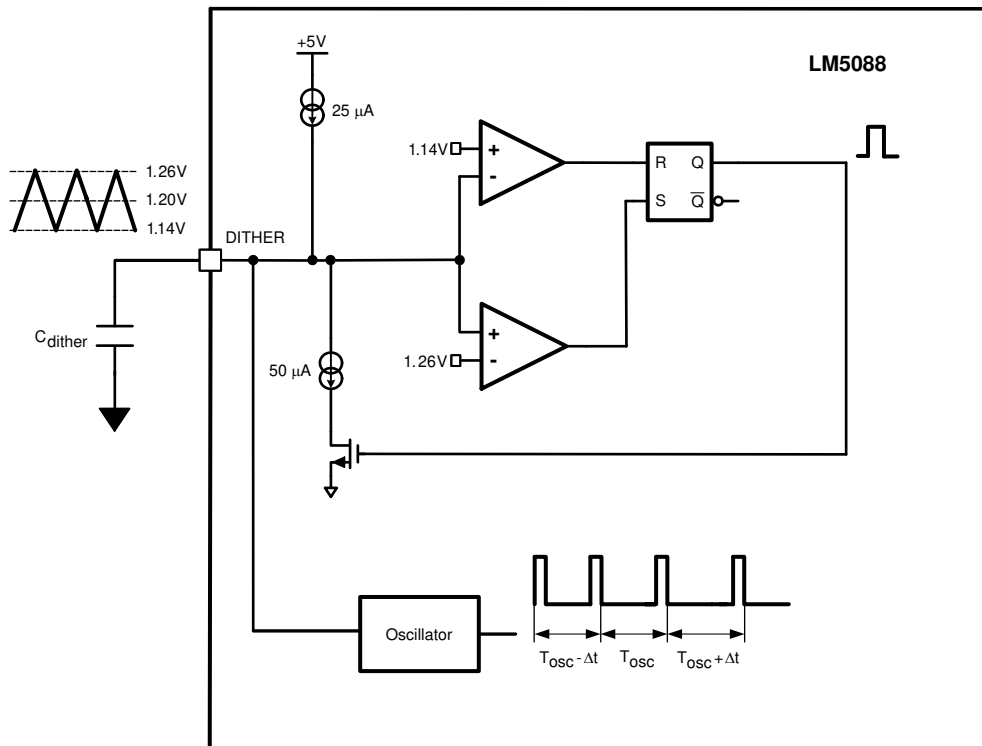 LM5088
+5V
25 µA
1.14V
+
-
R Q
S Q̅
1.26V
1.20V
1.14V
DITHER
Cdither
50 µA
+
1.26V
-
Oscillator
Tosc -Δt
Tosc
Tosc +Δt